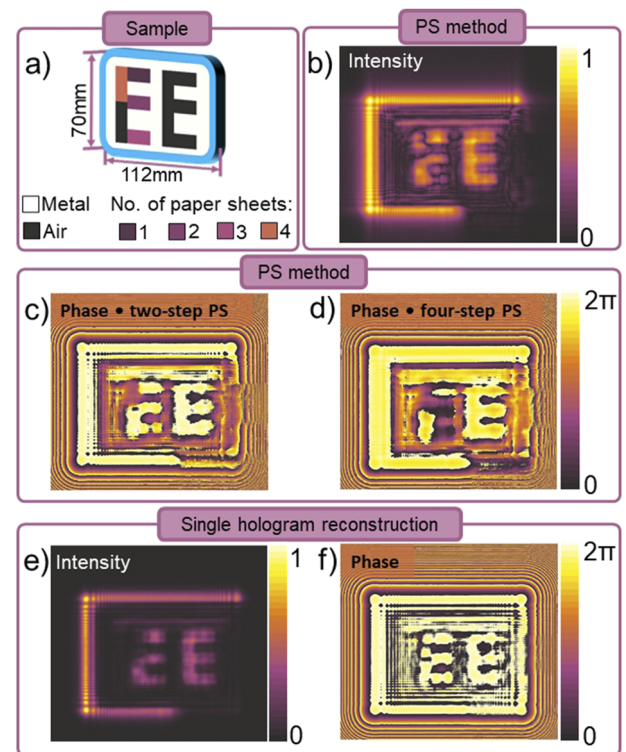 Sample
a)
70mm
112mm
Metal No. of paper sheets:
Air 1 2 3 4
PS method
b) Intensity
1
0
PS method
c) Phase • two-step PS
d) Phase • four-step PS
2π
0
Single hologram reconstruction
e) Intensity
1
0
f) Phase
2π
0